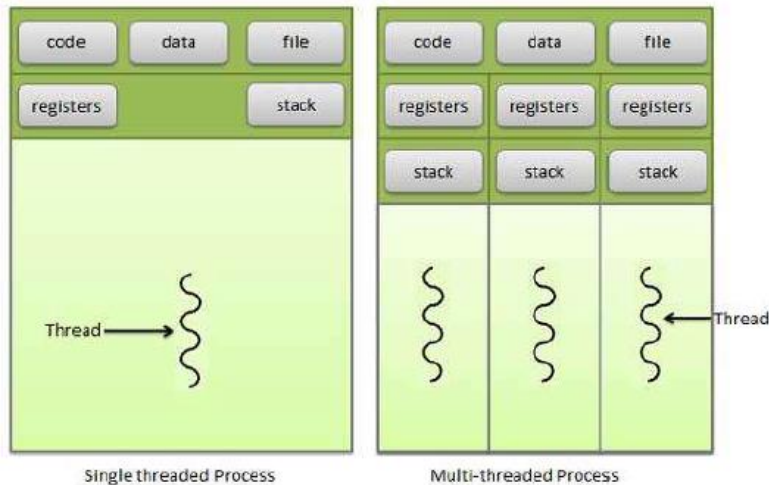 code data file
registers stack
Thread
Single threaded Process
code data file
registers registers registers
stack stack stack
Thread
Multi-threaded Process